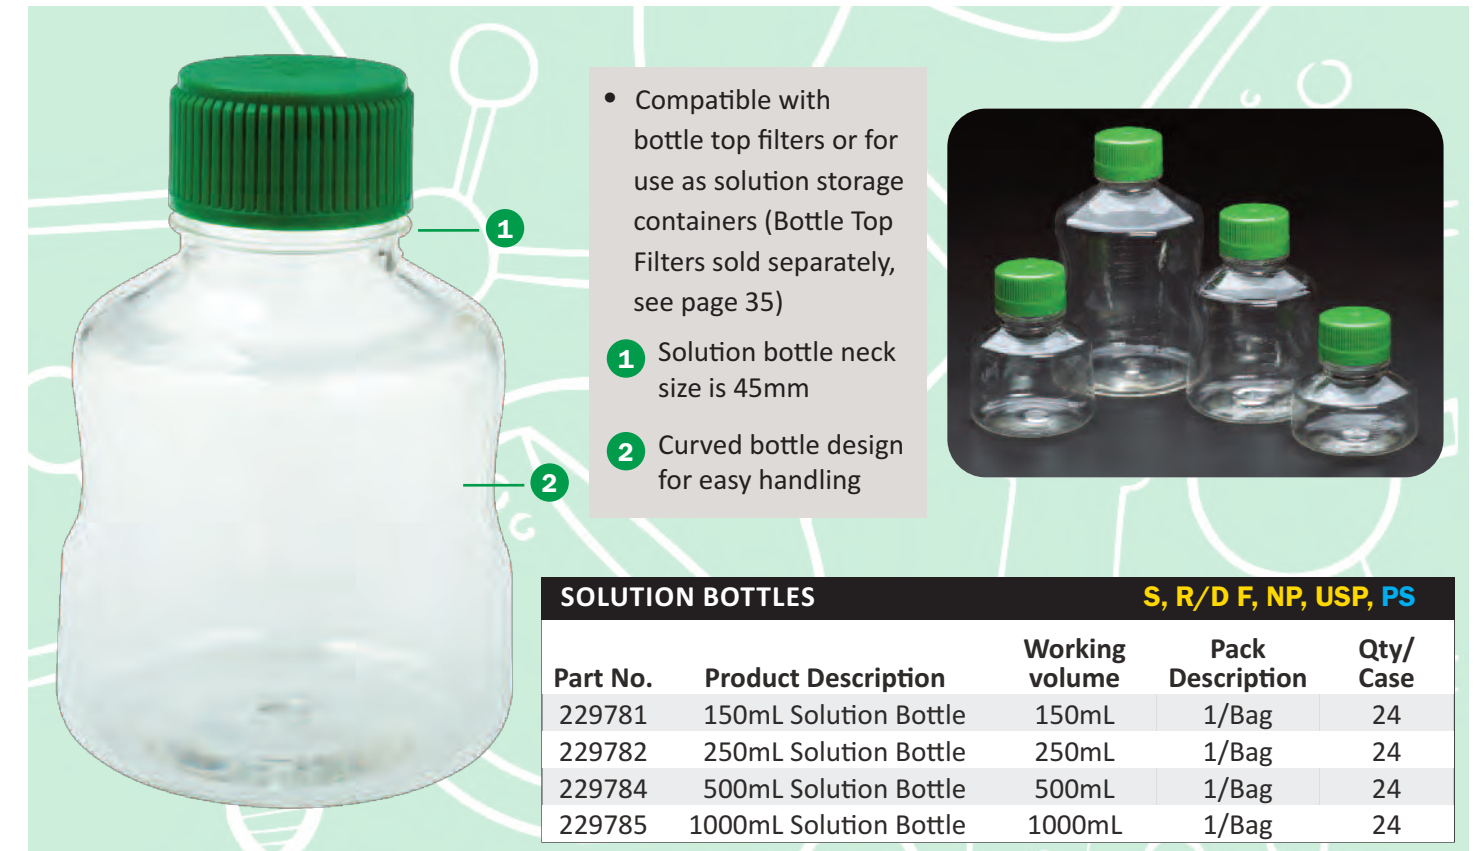 • Compatible with
bottle top filters or for
use as solution storage
containers (Bottle Top
Filters sold separately,
see page 35)
1 Solution bottle neck
size is 45mm
2 Curved bottle design
for easy handling
1
2
SOLUTION BOTTLES S, R/D F, NP, USP, PS
Part No. Product Description Working volume Pack Description Qty/ Case
229781 150mL Solution Bottle 150mL 1/Bag 24
229782 250mL Solution Bottle 250mL 1/Bag 24
229784 500mL Solution Bottle 500mL 1/Bag 24
229785 1000mL Solution Bottle 1000mL 1/Bag 24